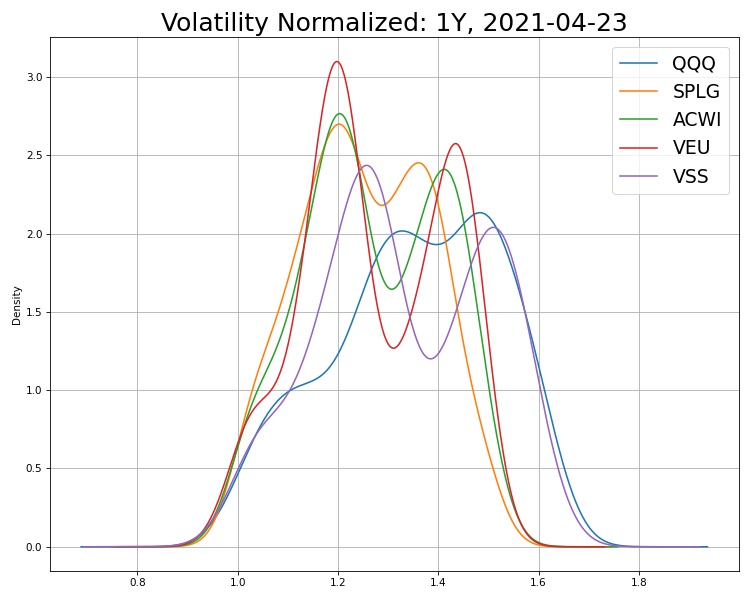 Volatility Normalized: 1Y, 2021-04-23
QQQ
SPLG
ACWI
VEU
VSS
Density
3.0
2.5
2.0
1.5
1.0
0.5
0.0
0.8 1.0 1.2 1.4 1.6 1.8